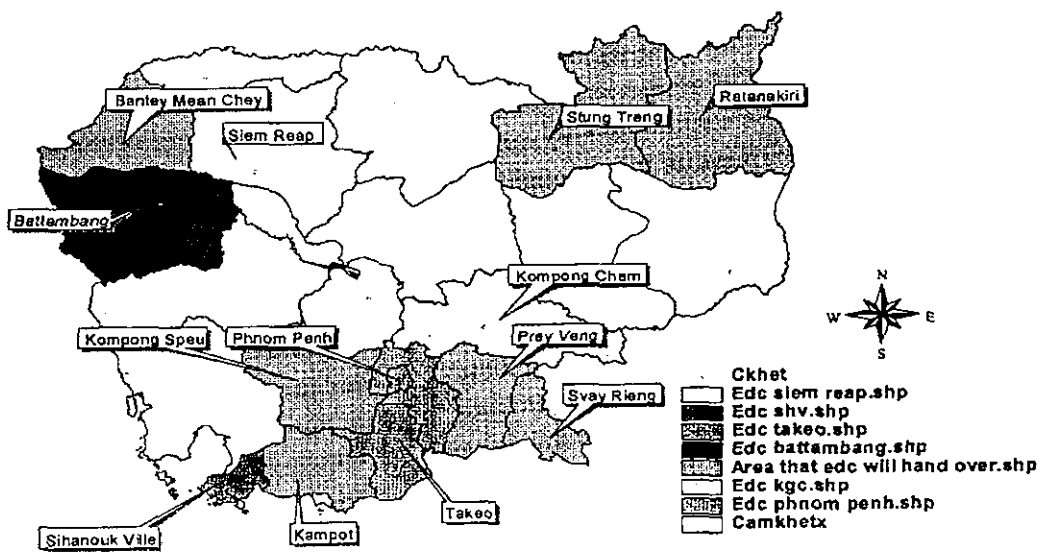 Bantey Mean Chey
Siem Reap
Stung Treng
Ratanakiri
Battambang
Kompong Cham
Kompong Speu
Phnom Penh
Prey Veng
Svay Rieng
Takeo
Kampot
Sihanouk Ville
N
W E
S
Ckhet
Edc siem reap.shp
Edc shv.shp
Edc takeo.shp
Edc battambang.shp
Area that edc will hand over.shp
Edc kgc.shp
Edc phnom penh.shp
Camkhetx